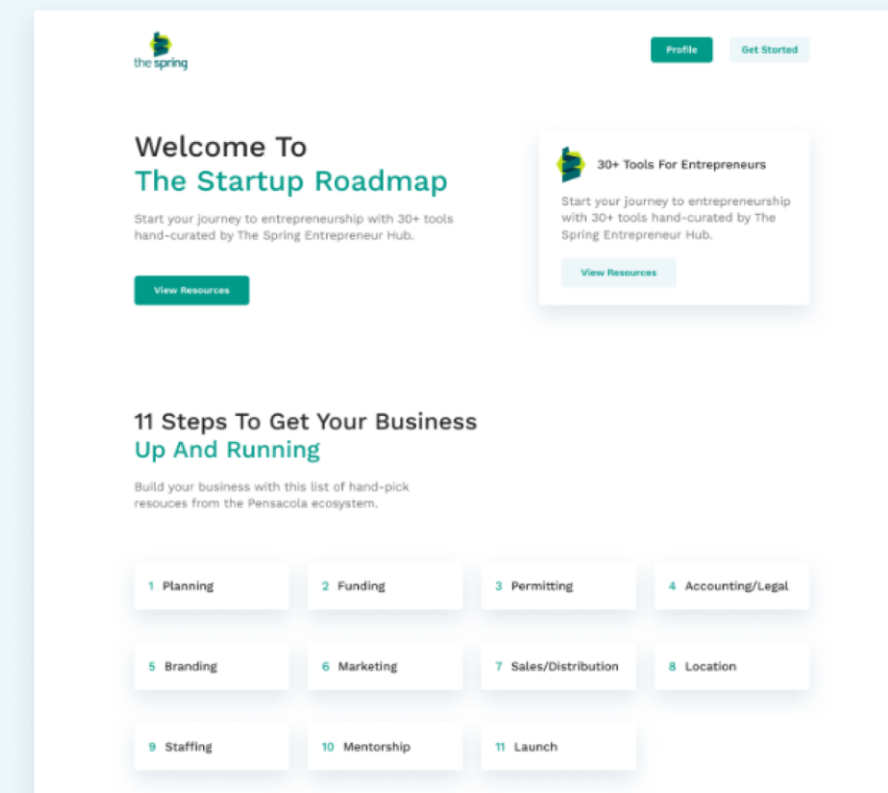 the spring
Profile
Get Started
Welcome To
The Startup Roadmap
Start your journey to entrepreneurship with 30+ tools
hand-curated by The Spring Entrepreneur Hub.
View Resources
30+ Tools For Entrepreneurs
Start your journey to entrepreneurship
with 30+ tools hand-curated by The
Spring Entrepreneur Hub.
View Resources
11 Steps To Get Your Business
Up And Running
Build your business with this list of hand-pick
resouces from the Pensacola ecosystem.
1 Planning
2 Funding
3 Permitting
4 Accounting/Legal
5 Branding
6 Marketing
7 Sales/Distribution
8 Location
9 Staffing
10 Mentorship
11 Launch